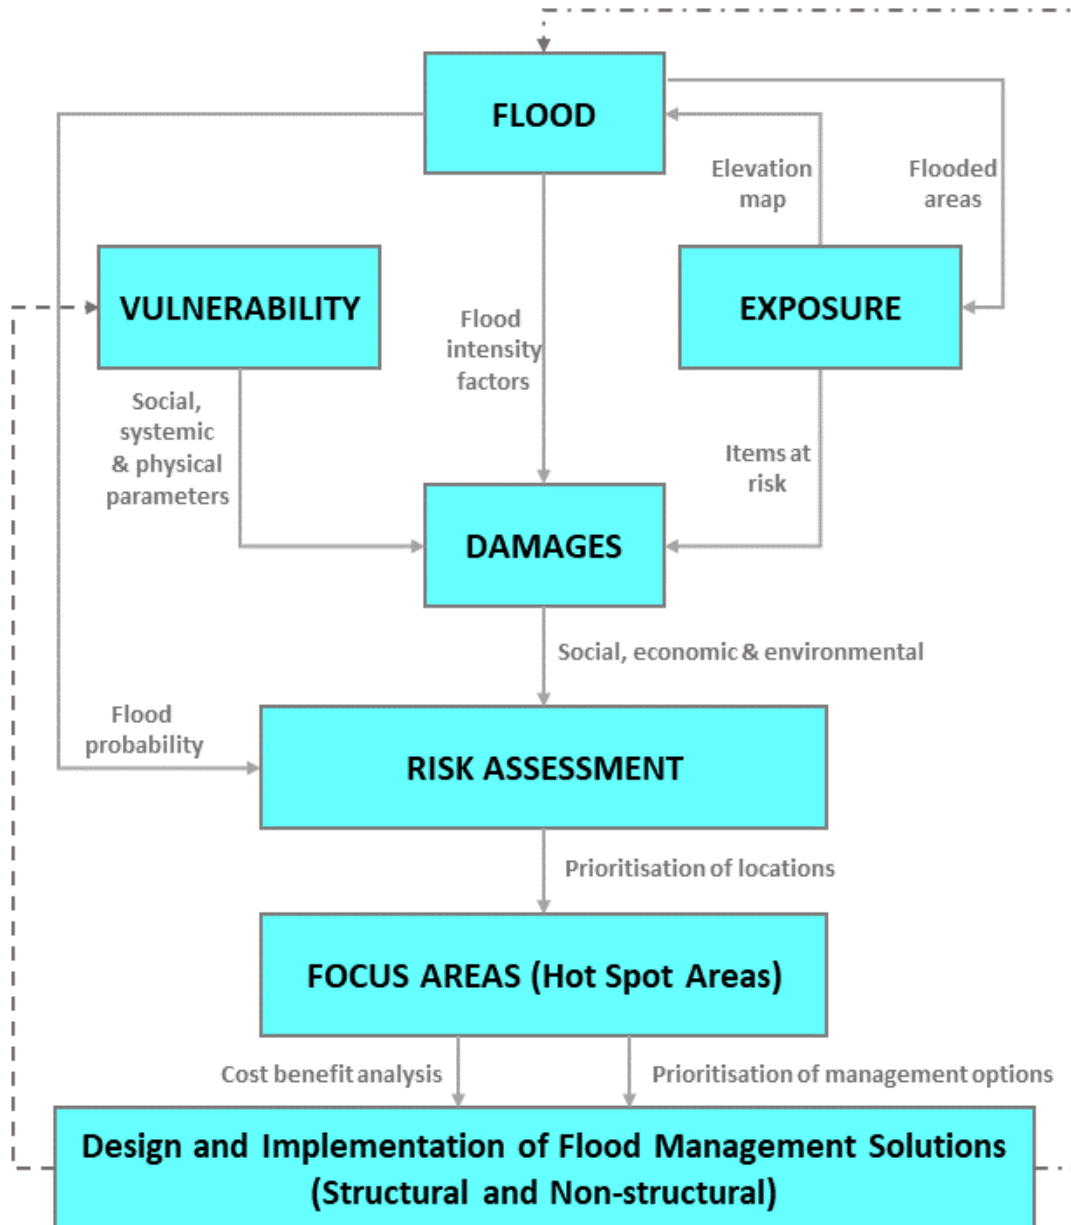 FLOOD
Elevation
map
Flooded
areas
VULNERABILITY
EXPOSURE
Flood
intensity
factors
Social,
systemic
& physical
parameters
Items at
risk
DAMAGES
Social, economic & environmental
Flood
probability
RISK ASSESSMENT
Prioritisation of locations
FOCUS AREAS (Hot Spot Areas)
Cost benefit analysis
Prioritisation of management options
Design and Implementation of Flood Management Solutions
(Structural and Non-structural)